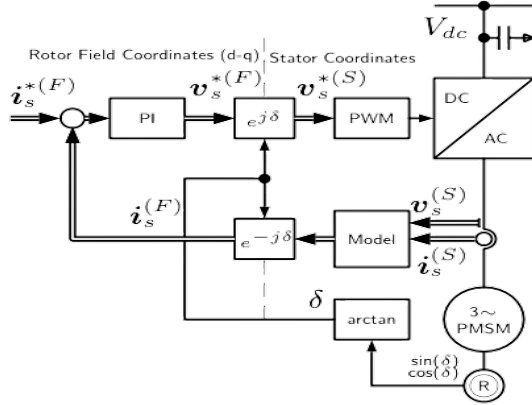 V_dc
Rotor Field Coordinates (d-q)
Stator Coordinates
i_s^{*(F)}
v_s^{*(F)}
v_s^{*(S)}
PI
e^{jδ}
PWM
DC
AC
i_s^{(F)}
v_s^{(S)}
e^{-jδ}
Model
i_s^{(S)}
δ
arctan
3~
PMSM
sin(δ)
cos(δ)
R